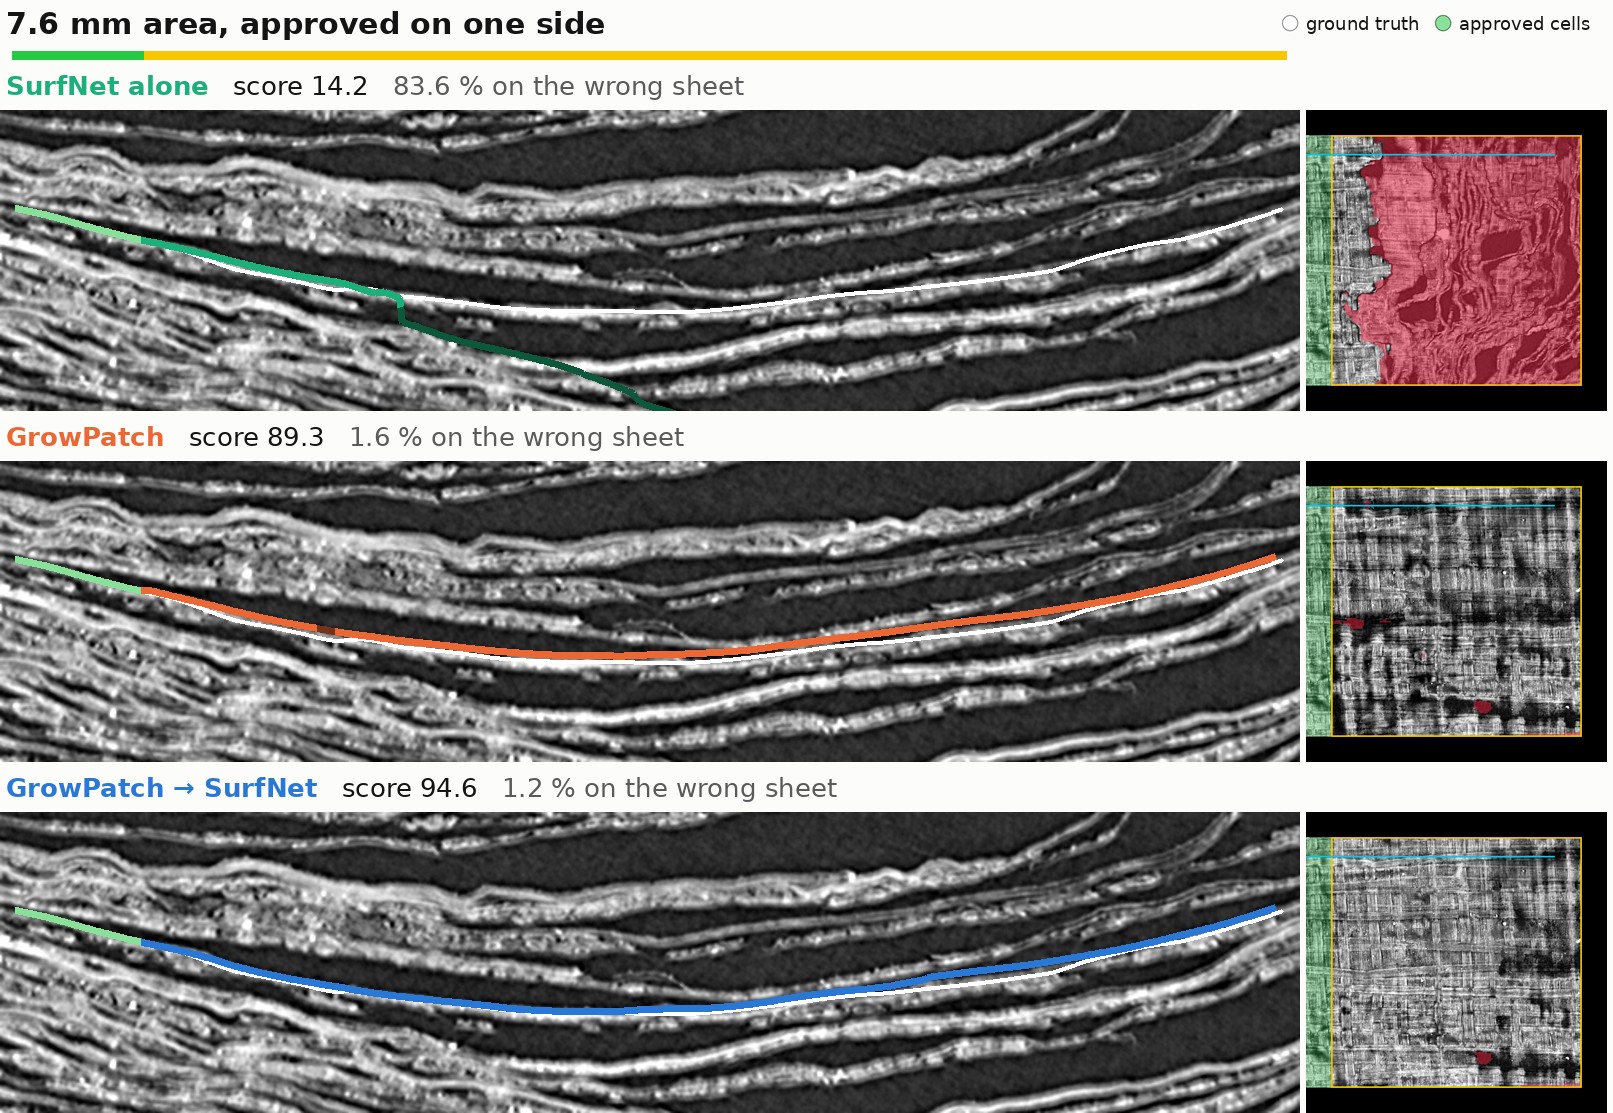 7.6 mm area, approved on one side
ground truth approved cells
SurfNet alone score 14.2 83.6 % on the wrong sheet
GrowPatch score 89.3 1.6 % on the wrong sheet
GrowPatch → SurfNet score 94.6 1.2 % on the wrong sheet